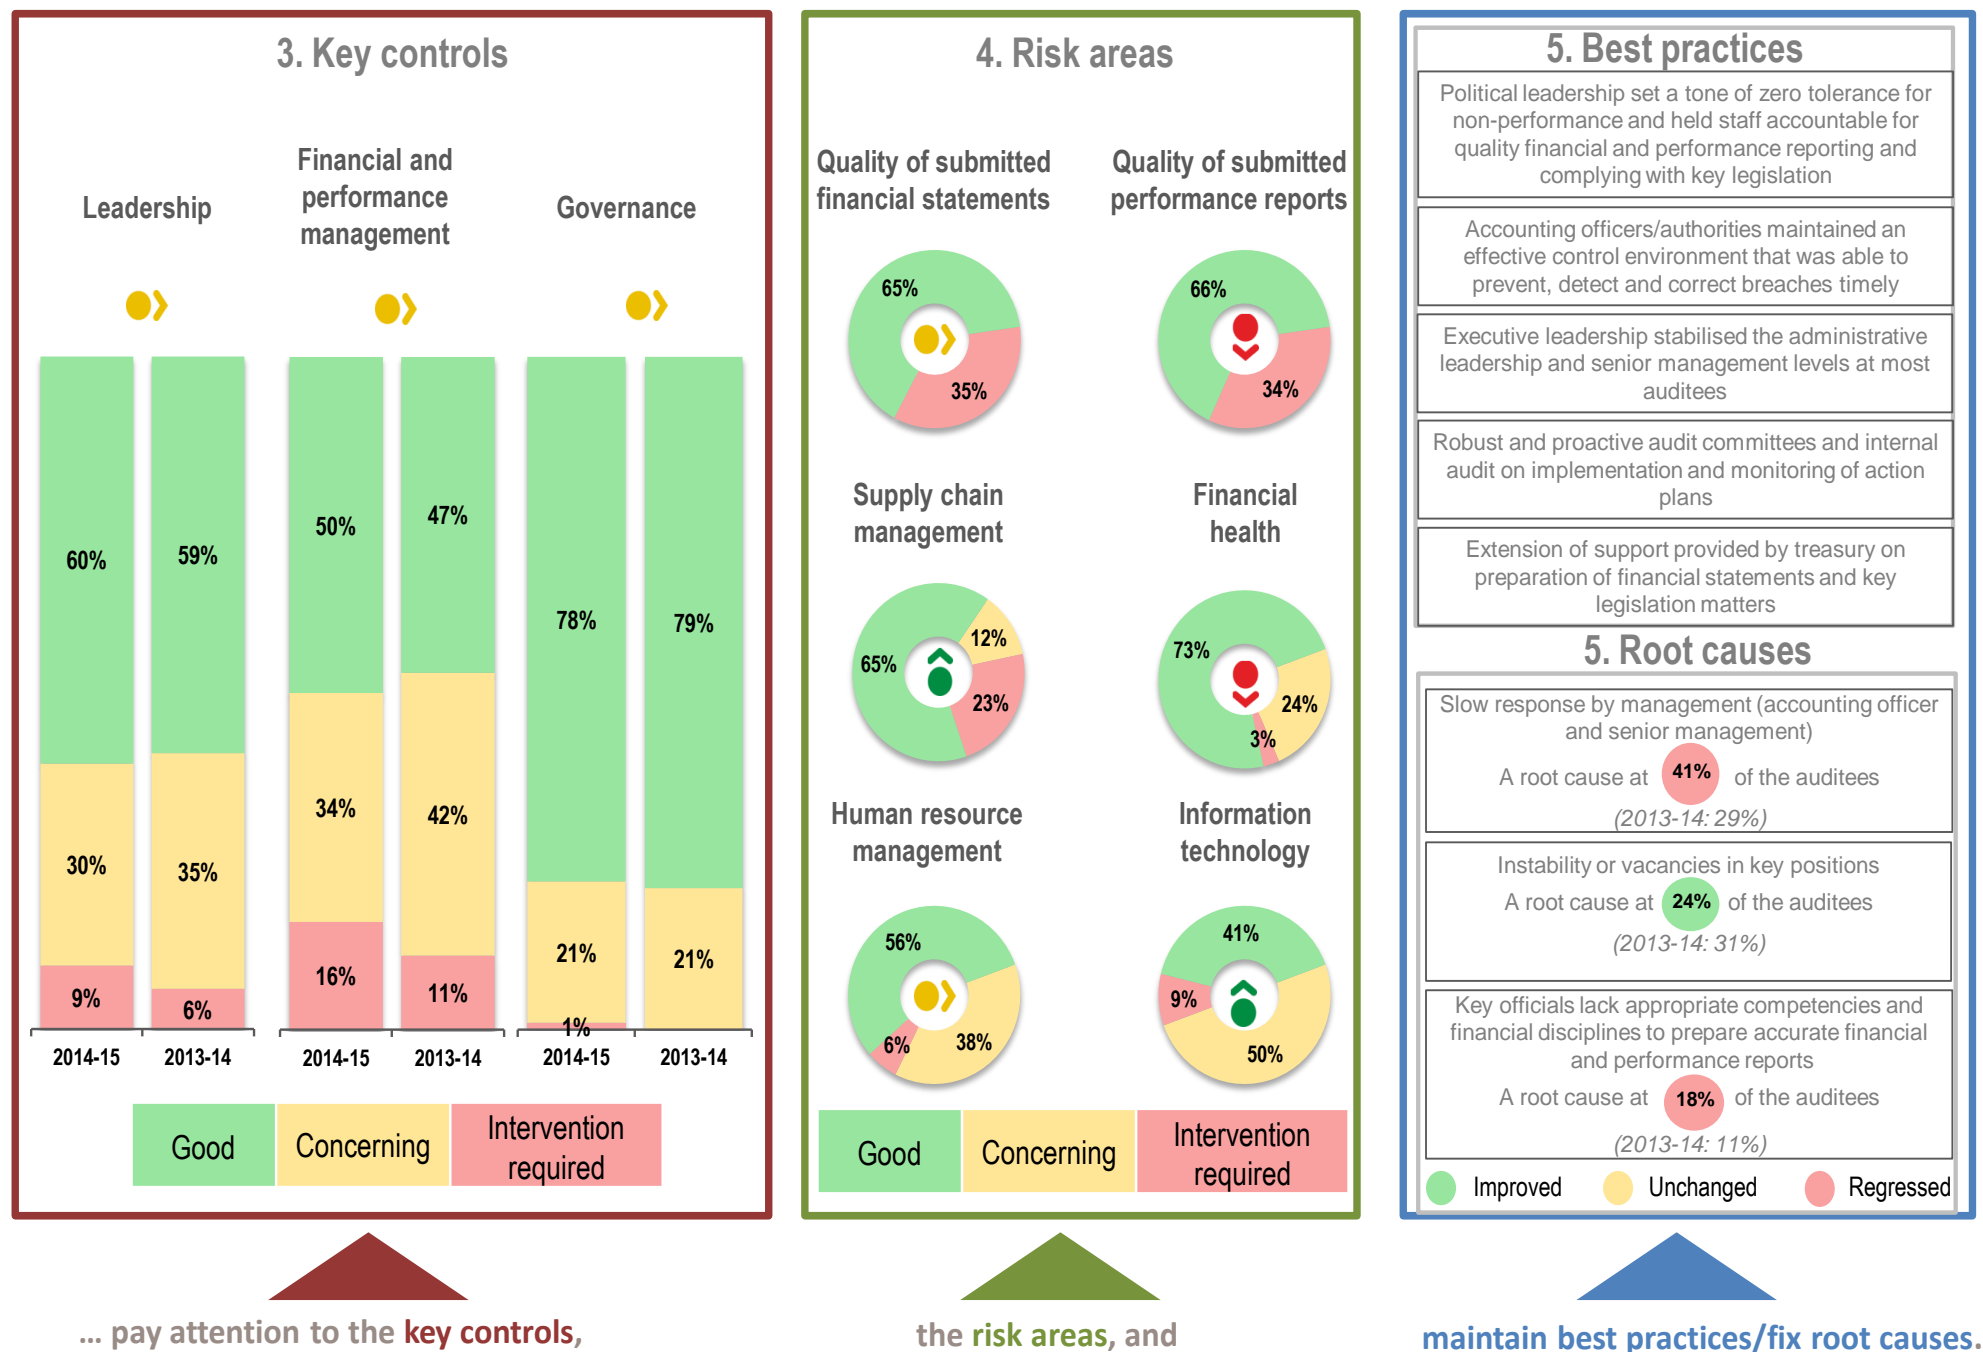 3. Key controls
Leadership
Financial and
performance
management
Governance
60%
59%
50%
47%
78%
79%
30%
35%
34%
42%
21%
21%
9%
6%
16%
11%
1%
2014-15
2013-14
2014-15
2013-14
2014-15
2013-14
Good
Concerning
Intervention
required
... pay attention to the key controls,
4. Risk areas
Quality of submitted
financial statements
65%
35%
Quality of submitted
performance reports
66%
34%
Supply chain
management
65%
12%
23%
Financial
health
73%
24%
3%
Human resource
management
56%
6%
38%
Information
technology
41%
9%
50%
Good
Concerning
Intervention
required
the risk areas, and
5. Best practices
Political leadership set a tone of zero tolerance for
non-performance and held staff accountable for
quality financial and performance reporting and
complying with key legislation
Accounting officers/authorities maintained an
effective control environment that was able to
prevent, detect and correct breaches timely
Executive leadership stabilised the administrative
leadership and senior management levels at most
auditees
Robust and proactive audit committees and internal
audit on implementation and monitoring of action
plans
Extension of support provided by treasury on
preparation of financial statements and key
legislation matters
5. Root causes
Slow response by management (accounting officer
and senior management)
A root cause at 41% of the auditees
(2013-14: 29%)
Instability or vacancies in key positions
A root cause at 24% of the auditees
(2013-14: 31%)
Key officials lack appropriate competencies and
financial disciplines to prepare accurate financial
and performance reports
A root cause at 18% of the auditees
(2013-14: 11%)
Improved
Unchanged
Regressed
maintain best practices/fix root causes.